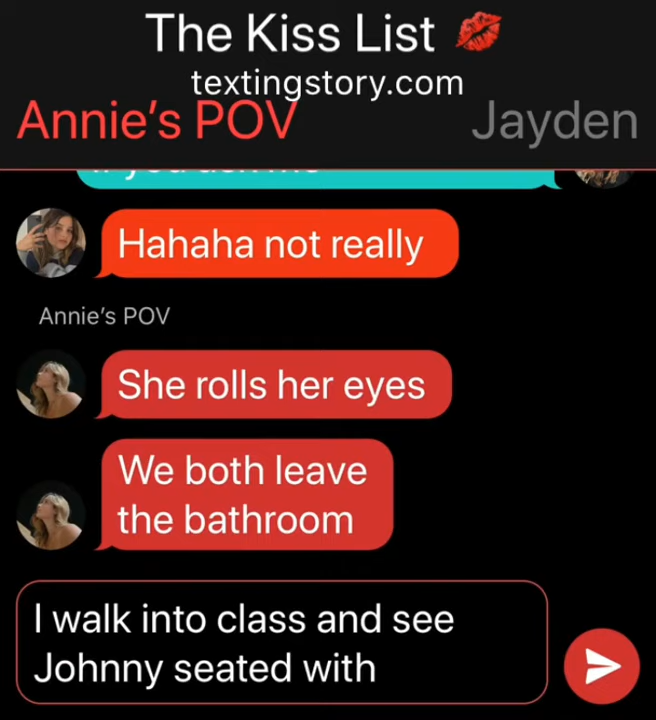 The Kiss List 💋
textingstory.com
Annie’s POV
Jayden
Hahaha not really
Annie’s POV
She rolls her eyes
We both leave
the bathroom
I walk into class and see
Johnny seated with